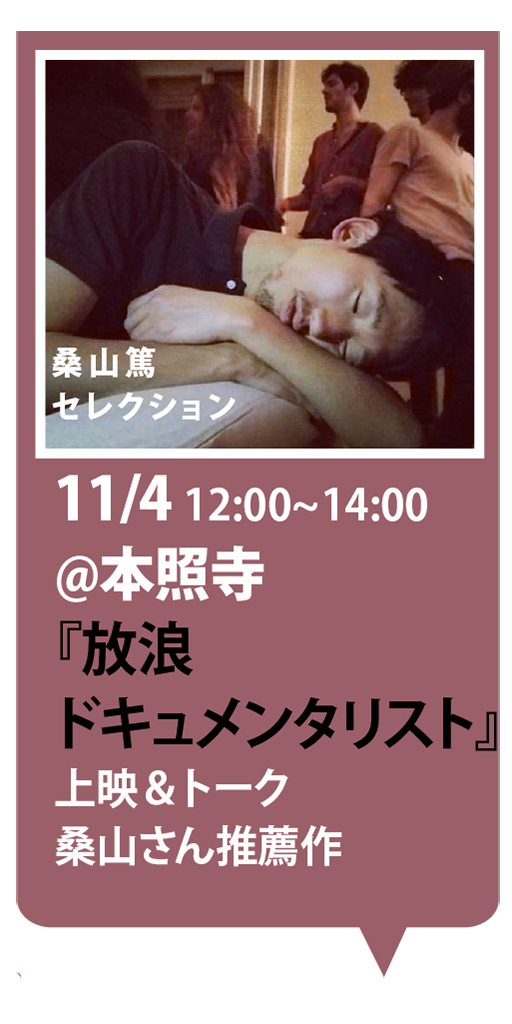 桑山篤
セレクション
11/4 12:00~14:00
@本照寺
『放浪
ドキュメンタリスト』
上映&トーク
桑山さん推薦作